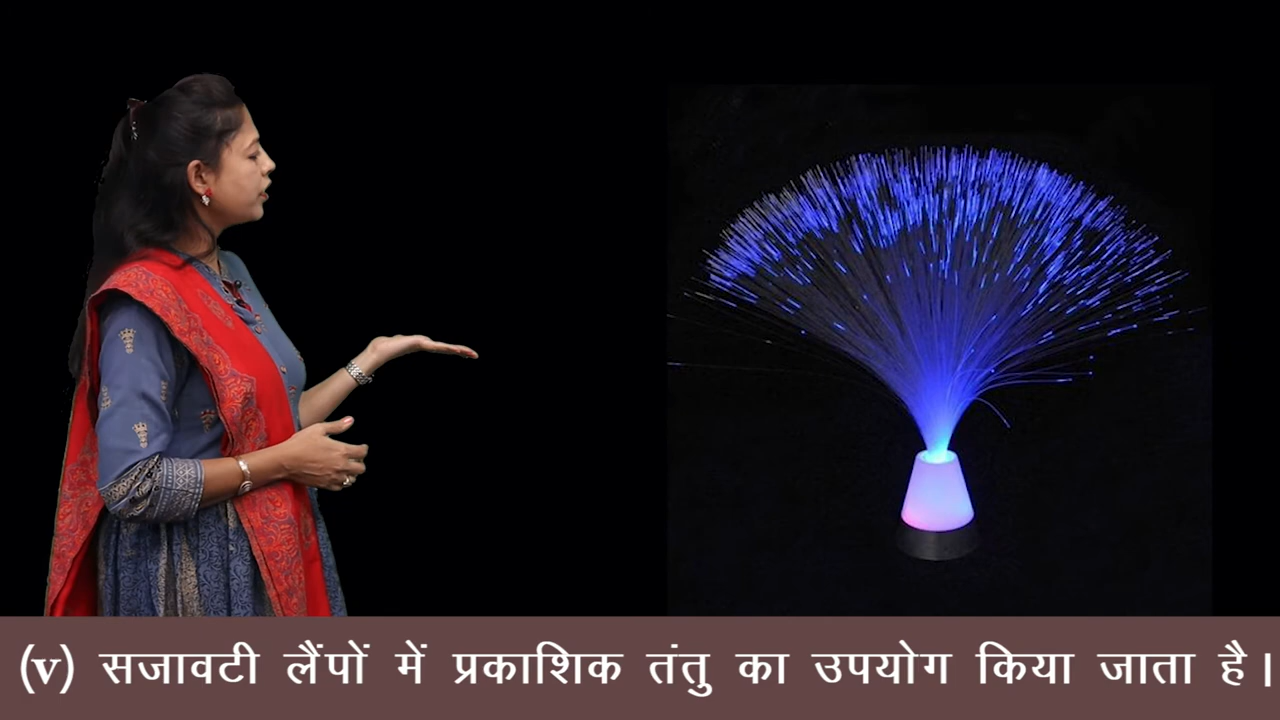 (v) सजावटी लैंपों में प्रकाशिक तंतु का उपयोग किया जाता है।